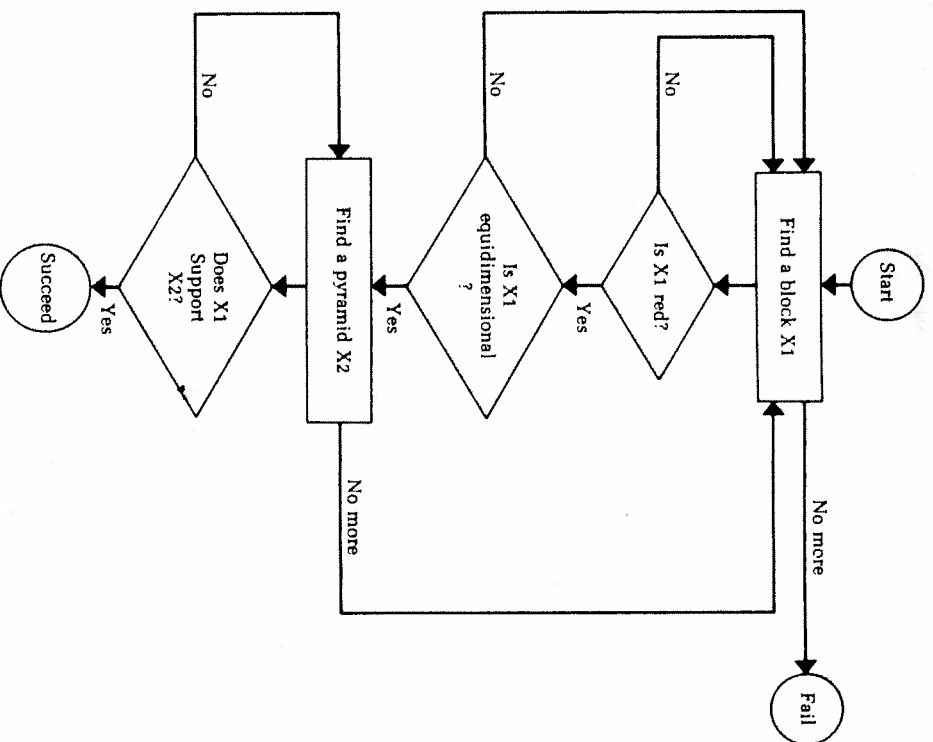 Start
Find a block X1
No more
Fail
Is X1 red?
No
Yes
Is X1
equidimensional
?
No
Yes
Find a pyramid X2
No more
Does X1
Support
X2?
No
Yes
Succeed